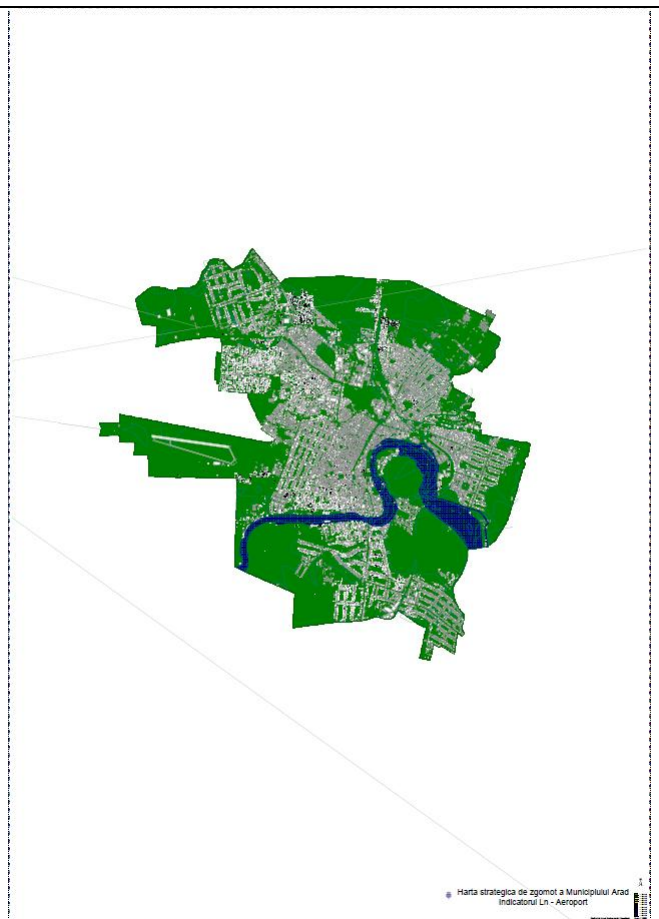 Harta strategica de zgomot a Municipiului Arad
Indicatorul Ln - Aeroport